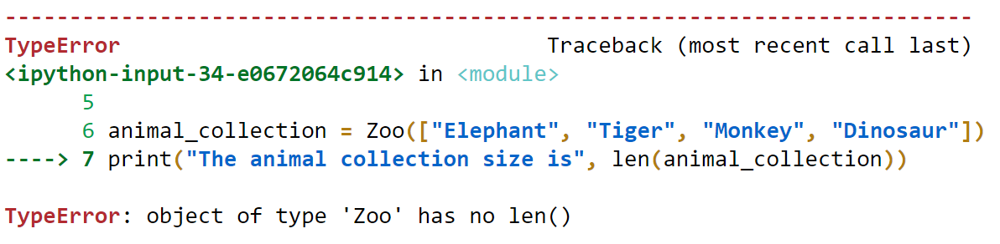 ---------------------------------------------------------------------------
TypeError                                 Traceback (most recent call last)
<ipython-input-34-e0672064c914> in <module>
      5 
      6 animal_collection = Zoo(["Elephant", "Tiger", "Monkey", "Dinosaur"])
----> 7 print("The animal collection size is", len(animal_collection))
TypeError: object of type 'Zoo' has no len()